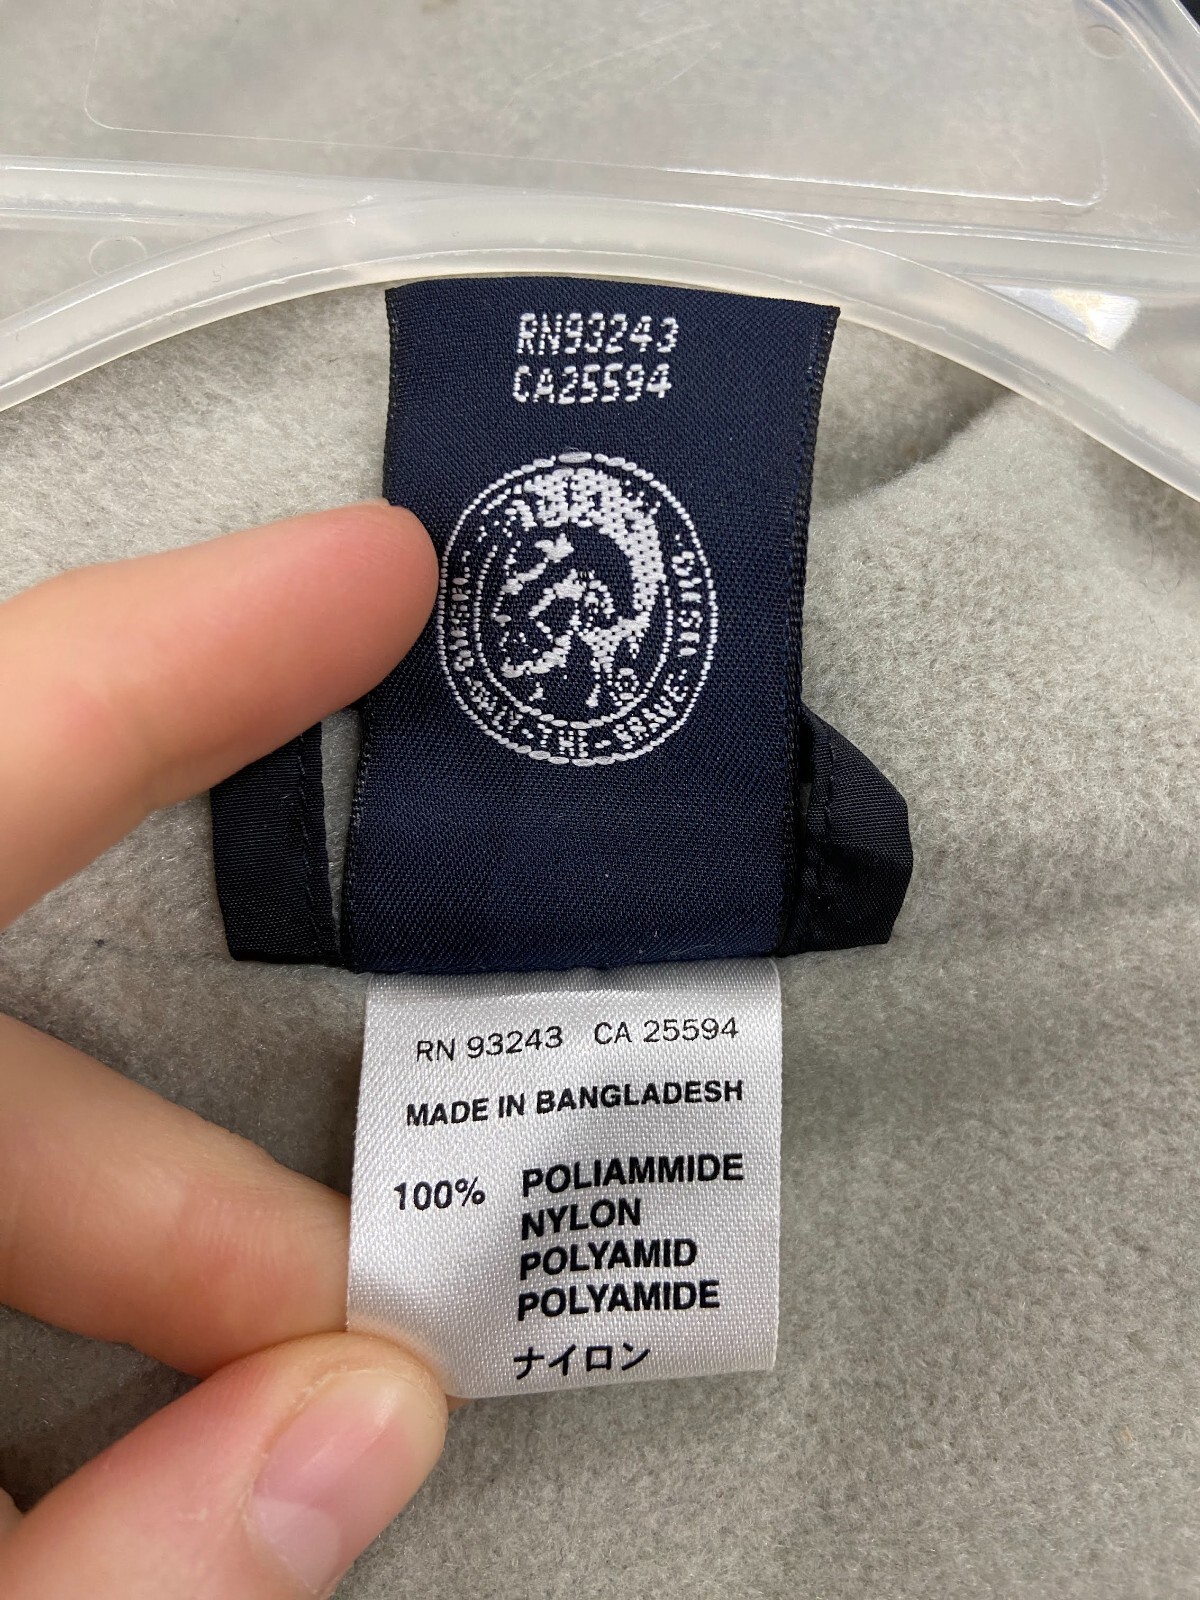 RN93243
CA25594
ONLY-THE-BRAVE
RN 93243 CA 25594
MADE IN BANGLADESH
100% POLIAMMIDE
NYLON
POLYAMID
POLYAMIDE
ナイロン